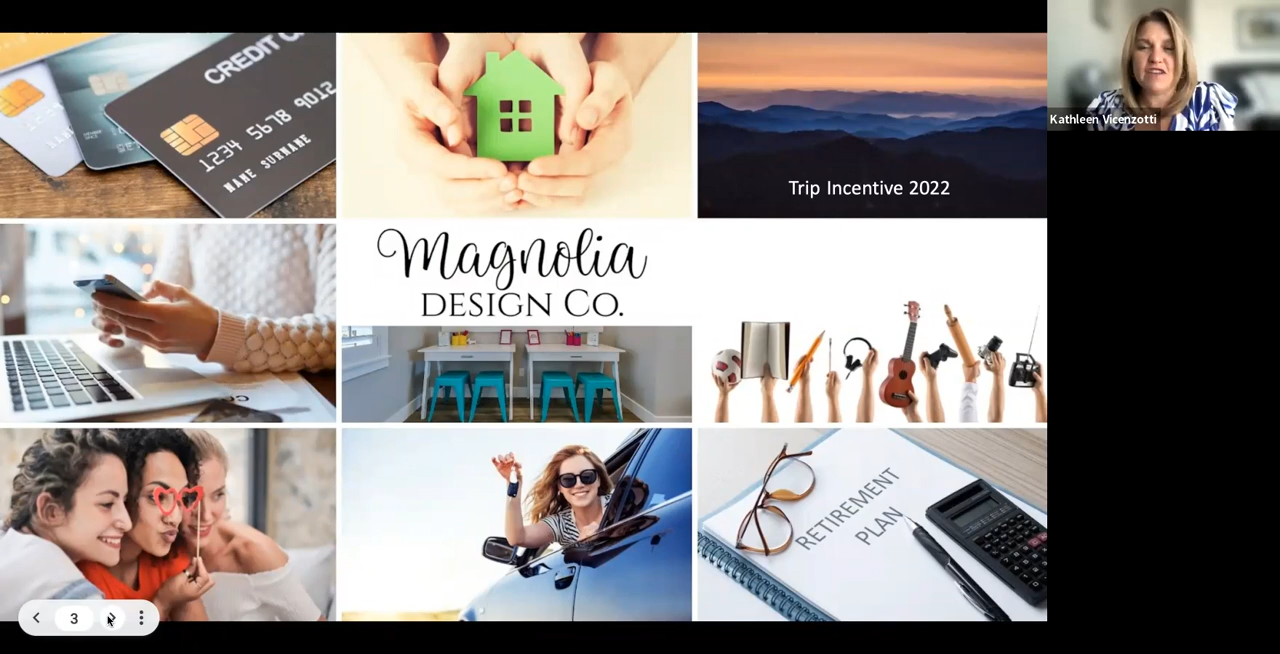 CREDIT C
1234 5678 9012
NAME SURNAME
Trip Incentive 2022
Kathleen Vicenzotti
Magnolia
DESIGN CO.
RETIREMENT
PLAN
3